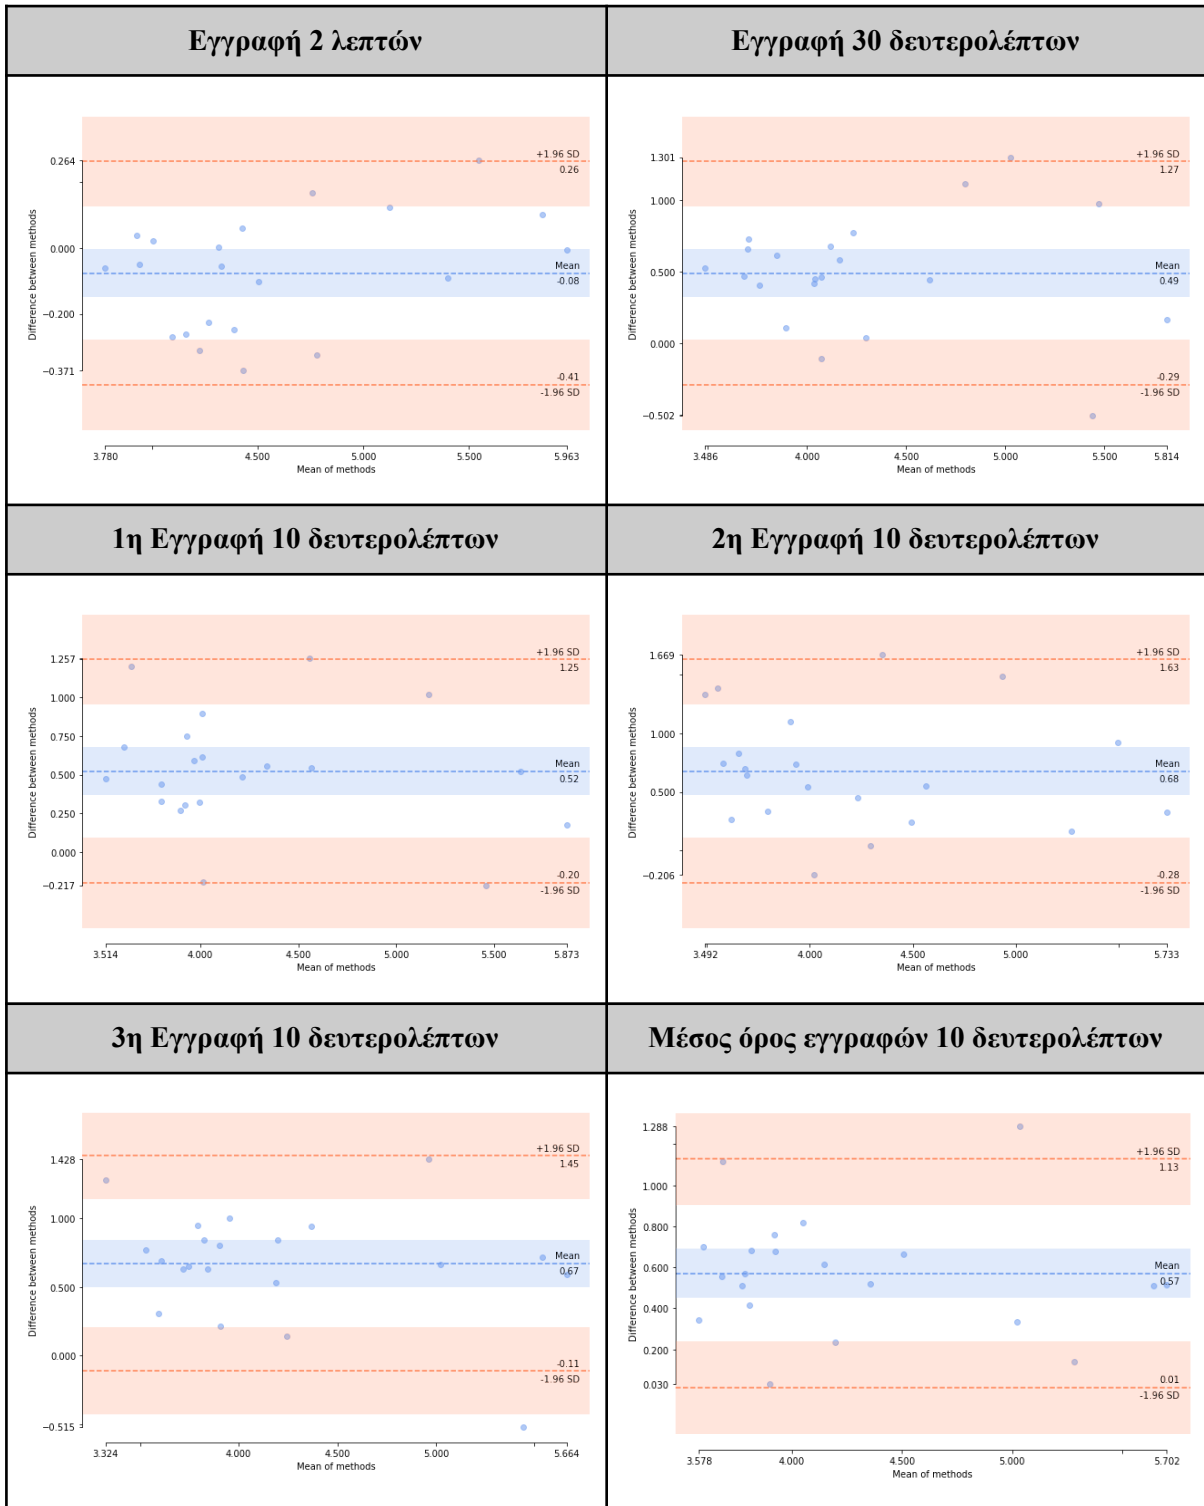 Εγγραφή 2 λεπτών
Εγγραφή 30 δευτερολέπτων
0.264
0.000
−0.200
−0.371
Difference between methods
+1.96 SD
0.26
Mean
-0.08
-0.41
-1.96 SD
3.780
4.500
5.000
5.500
5.963
Mean of methods
1.301
1.000
0.500
0.000
−0.502
Difference between methods
+1.96 SD
1.27
Mean
0.49
-0.29
-1.96 SD
3.486
4.000
4.500
5.000
5.500
5.814
Mean of methods
1η Εγγραφή 10 δευτερολέπτων
2η Εγγραφή 10 δευτερολέπτων
1.257
1.000
0.750
0.500
0.250
0.000
−0.217
Difference between methods
+1.96 SD
1.25
Mean
0.52
-0.20
-1.96 SD
3.514
4.000
4.500
5.000
5.500
5.873
Mean of methods
1.669
1.000
0.500
−0.206
Difference between methods
+1.96 SD
1.63
Mean
0.68
-0.28
-1.96 SD
3.492
4.000
4.500
5.000
5.733
Mean of methods
3η Εγγραφή 10 δευτερολέπτων
Μέσος όρος εγγραφών 10 δευτερολέπτων
1.428
1.000
0.500
0.000
−0.515
Difference between methods
+1.96 SD
1.45
Mean
0.67
-0.11
-1.96 SD
3.324
4.000
4.500
5.000
5.664
Mean of methods
1.288
1.000
0.800
0.600
0.400
0.200
0.030
Difference between methods
+1.96 SD
1.13
Mean
0.57
0.01
-1.96 SD
3.578
4.000
4.500
5.000
5.702
Mean of methods